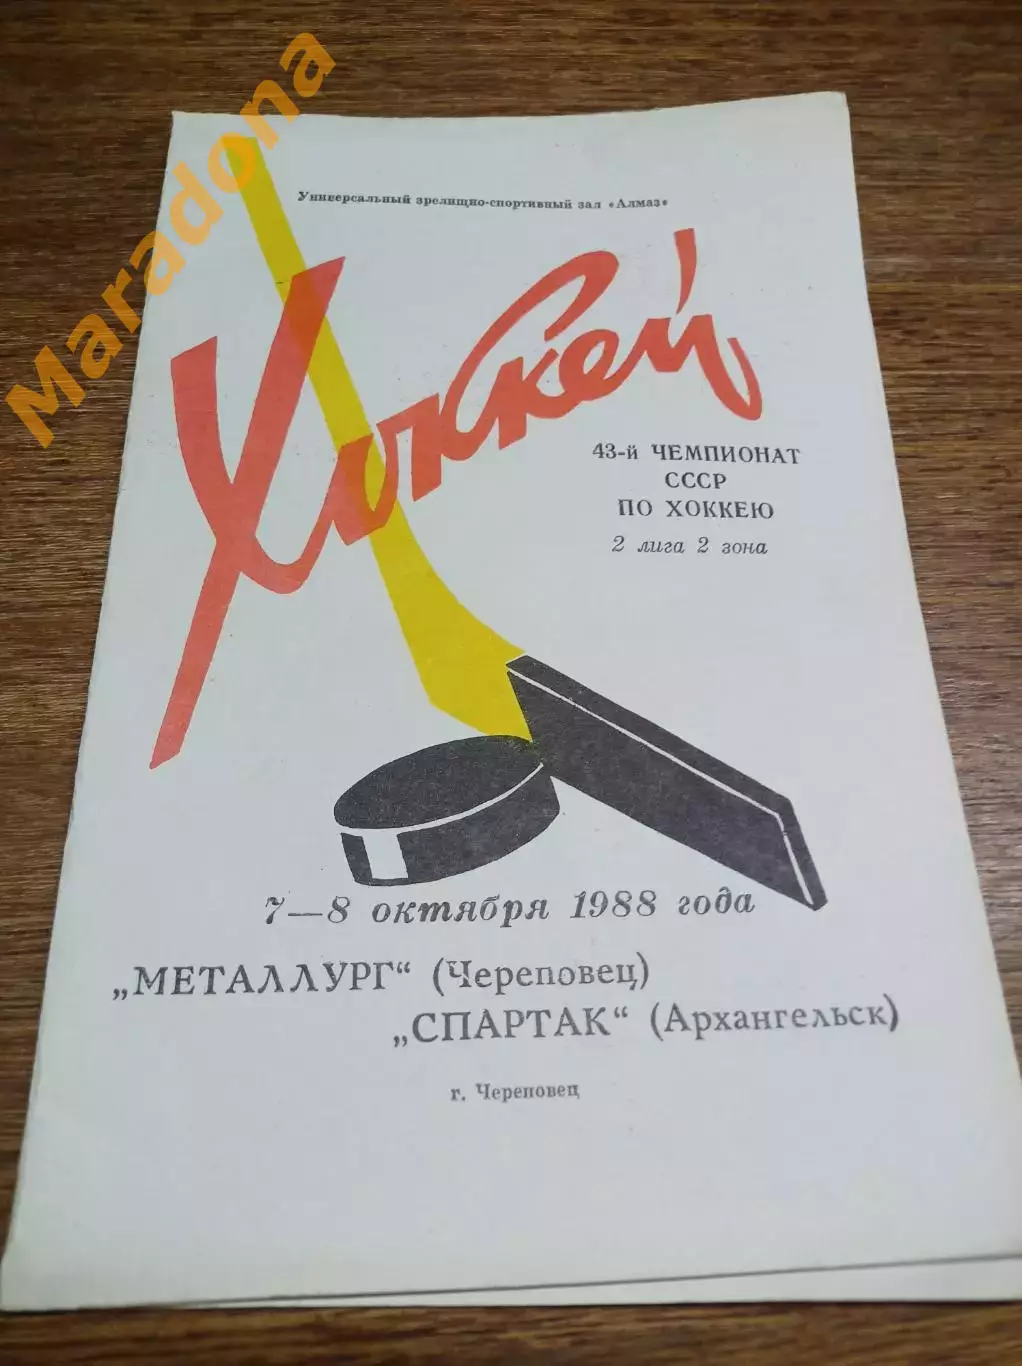 Maradona
Универсальный зрелищно-спортивный зал «Алмаз»
Хоккей
43-й ЧЕМПИОНАТ
СССР
ПО ХОККЕЮ
2 лига 2 зона
7—8 октября 1988 года
„МЕТАЛЛУРГ“ (Череповец)
„СПАРТАК“ (Архангельск)
г. Череповец